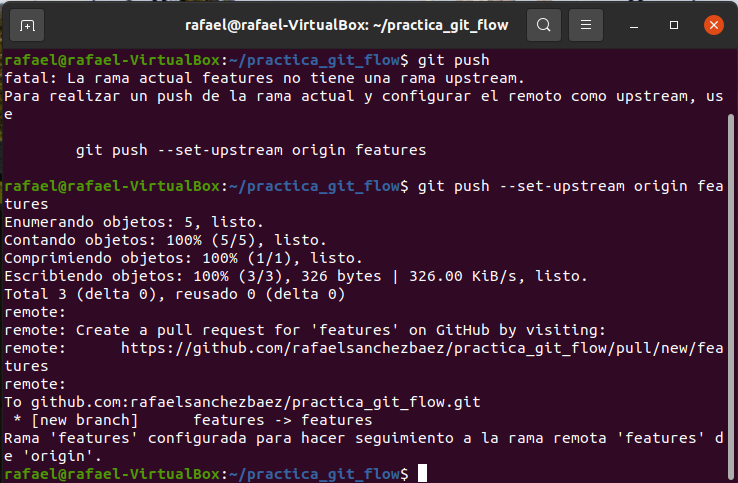 rafael@rafael-VirtualBox: ~/practica_git_flow
rafael@rafael-VirtualBox:~/practica_git_flow$ git push
fatal: La rama actual features no tiene una rama upstream.
Para realizar un push de la rama actual y configurar el remoto como upstream, us
e
        git push --set-upstream origin features
rafael@rafael-VirtualBox:~/practica_git_flow$ git push --set-upstream origin fea
tures
Enumerando objetos: 5, listo.
Contando objetos: 100% (5/5), listo.
Comprimiendo objetos: 100% (1/1), listo.
Escribiendo objetos: 100% (3/3), 326 bytes | 326.00 KiB/s, listo.
Total 3 (delta 0), reusado 0 (delta 0)
remote:
remote: Create a pull request for 'features' on GitHub by visiting:
remote:      https://github.com/rafaelsanchezbaez/practica_git_flow/pull/new/fea
tures
remote:
To github.com:rafaelsanchezbaez/practica_git_flow.git
 * [new branch]      features -> features
Rama 'features' configurada para hacer seguimiento a la rama remota 'features' d
e 'origin'.
rafael@rafael-VirtualBox:~/practica_git_flow$